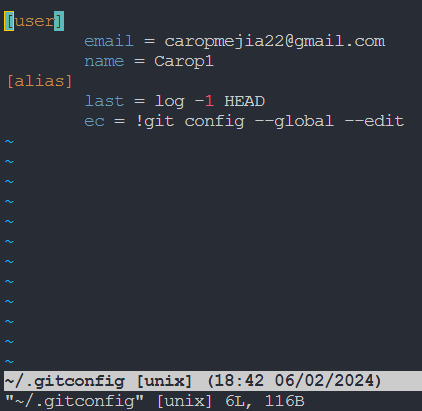 [user]
        email = caropmejia22@gmail.com
        name = Carop1
[alias]
        last = log -1 HEAD
        ec = !git config --global --edit
~
~
~
~
~
~
~
~
~
~
~
~
~/.gitconfig [unix] (18:42 06/02/2024)
"~/.gitconfig" [unix] 6L, 116B